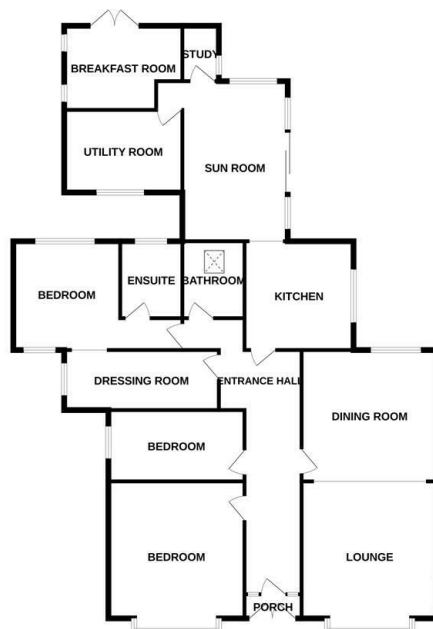 STUDY
BREAKFAST ROOM
UTILITY ROOM
SUN ROOM
ENSUITE
BATHROOM
BEDROOM
KITCHEN
DRESSING ROOM
ENTRANCE HALL
DINING ROOM
BEDROOM
BEDROOM
LOUNGE
PORCH